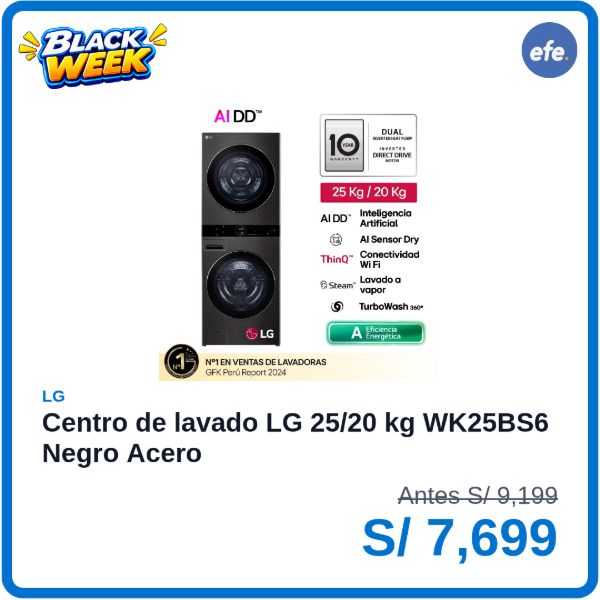 BLACK
WEEK
efe.
AI DD™
LG
10
YEAR
WARRANTY
DUAL
INVERTER HEAT PUMP
INVERTER
DIRECT DRIVE
MOTOR
25 Kg / 20 Kg
AI DD™ Inteligencia
Artificial
AI Sensor Dry
ThinQ™ Conectividad
Wi Fi
Steam™ Lavado a
vapor
TurboWash 360°
A Eficiencia
Energética
N°1
N°1 EN VENTAS DE LAVADORAS
GFK Perú Report 2024
LG
Centro de lavado LG 25/20 kg WK25BS6
Negro Acero
Antes S/ 9,199
S/ 7,699